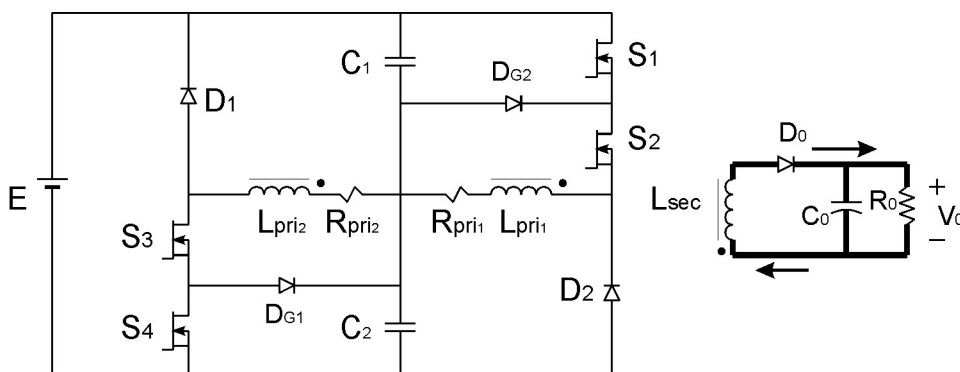 C1
S1
DG2
D1
S2
D0
E
Lsec
C0
R0
+
V0
−
Lpri2
Rpri2
Rpri1
Lpri1
S3
D2
DG1
S4
C2